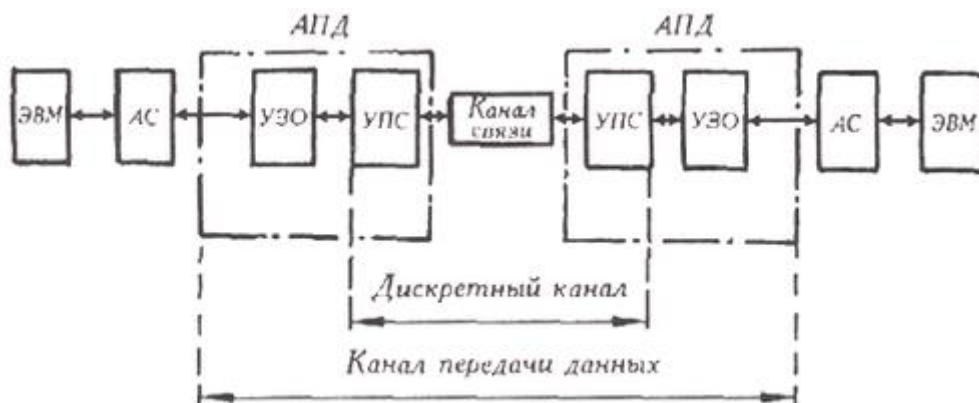 АПД
АПД
ЭВМ
АС
УЗО
УПС
Канал
связи
УПС
УЗО
АС
ЭВМ
Дискретный канал
Канал передачи данных